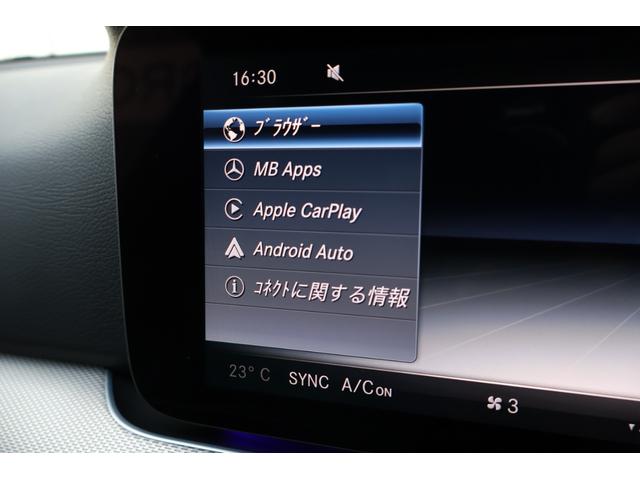 16:30
ﾌﾞﾗｳｻﾞｰ
MB Apps
Apple CarPlay
Android Auto
ｺﾈｸﾄに関する情報
23° C SYNC A/C ON 3